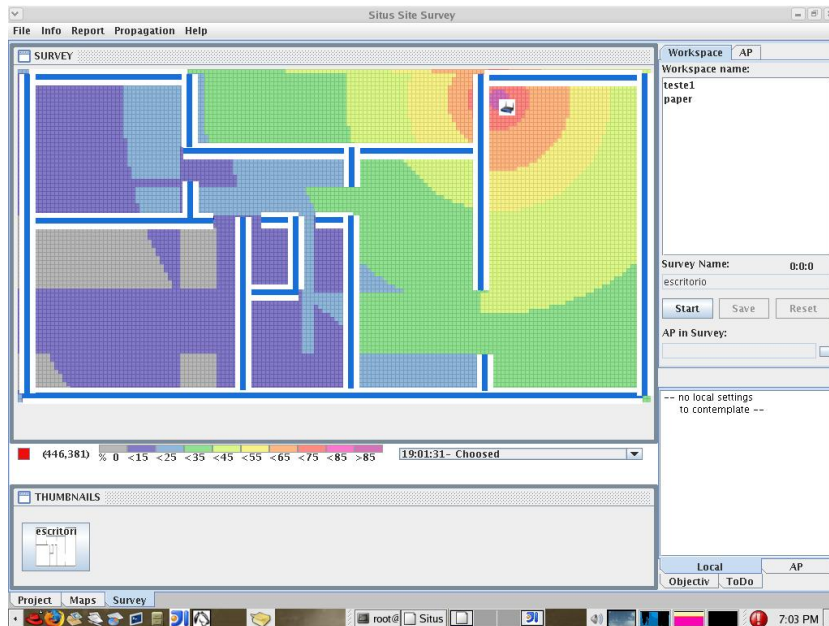 Situs Site Survey
File Info Report Propagation Help
SURVEY
(446,381)
% 0 <15 <25 <35 <45 <55 <65 <75 <85 >85
19:01:31- Choosed
THUMBNAILS
escritori
Project Maps Survey
Workspace AP
Workspace name:
teste1
paper
Survey Name: 0:0:0
escritorio
Start Save Reset
AP in Survey:
-- no local settings
to contemplate --
Local AP
Objectiv ToDo
root@ Situs
7:03 PM